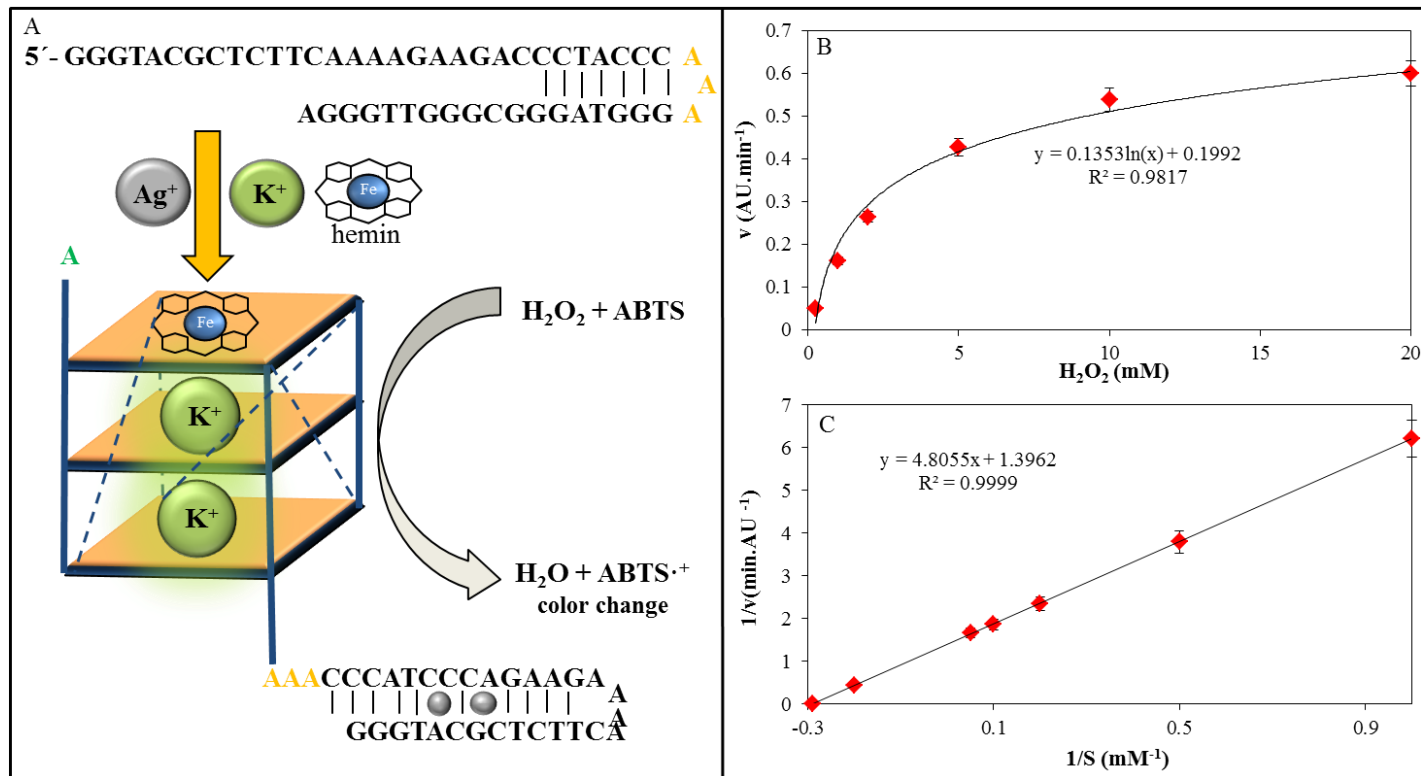 A
5´- GGGTACGCTCTTCAAAAGAAGACCCTACCC A
A
AGGGTTGGGCGGGATGGG A
Ag⁺
K⁺
Fe
hemin
A
Fe
K⁺
K⁺
H₂O₂ + ABTS
H₂O + ABTS·⁺
color change
AAACCCATCCCAGAAGA
A
A
GGGTACGCTCTTCA
B
v (AU.min⁻¹)
0.7
0.6
0.5
0.4
0.3
0.2
0.1
0
y = 0.1353ln(x) + 0.1992
R² = 0.9817
0 5 10 15 20
H₂O₂ (mM)
C
1/v(min.AU ⁻¹)
7
6
5
4
3
2
1
0
y = 4.8055x + 1.3962
R² = 0.9999
-0.3 0.1 0.5 0.9
1/S (mM⁻¹)